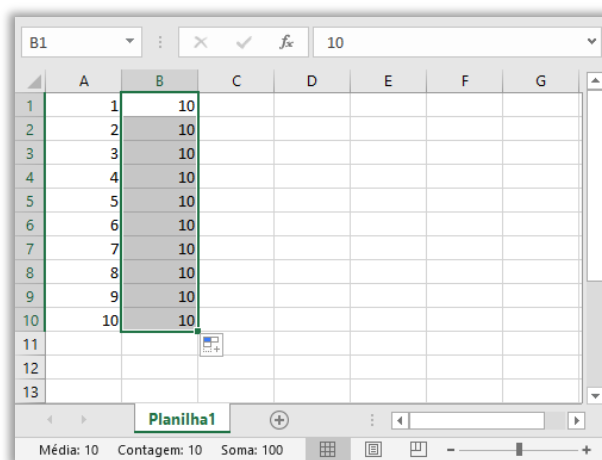 B1 fx 10
A B C D E F G
1 1 10
2 2 10
3 3 10
4 4 10
5 5 10
6 6 10
7 7 10
8 8 10
9 9 10
10 10 10
11
12
13
Planilha1
Média: 10 Contagem: 10 Soma: 100